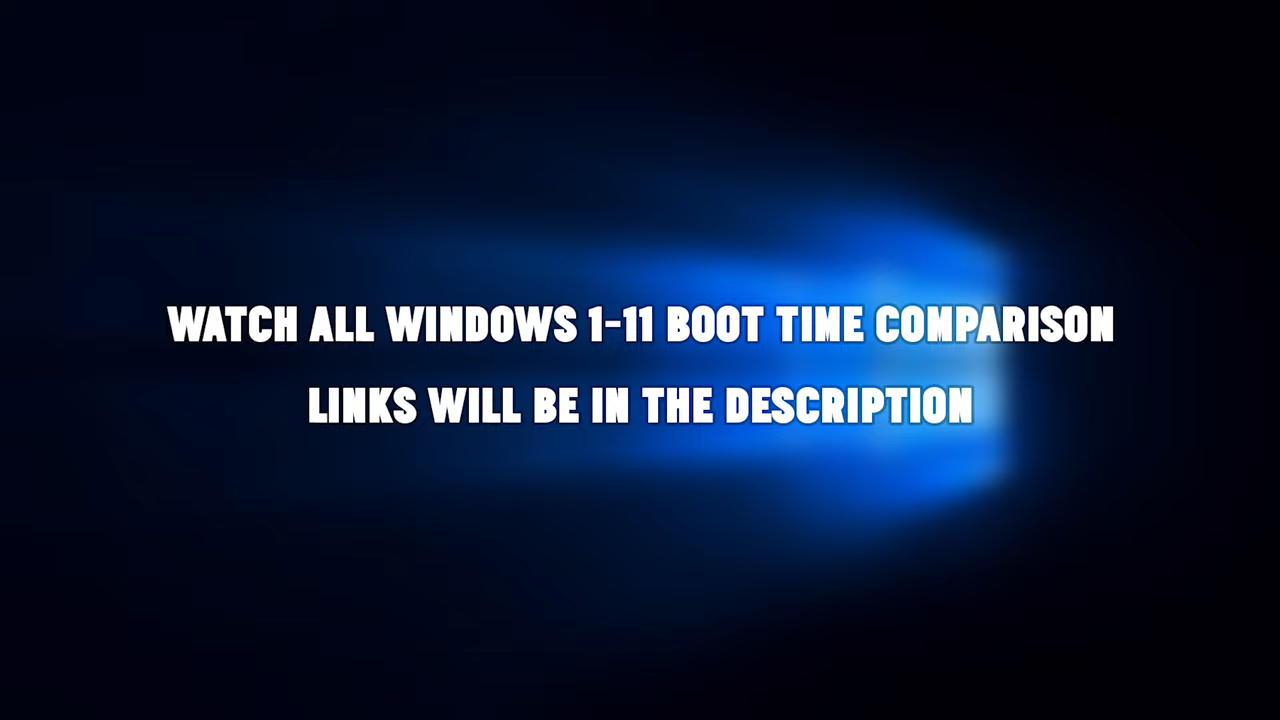 WATCH ALL WINDOWS 1-11 BOOT TIME COMPARISON
LINKS WILL BE IN THE DESCRIPTION